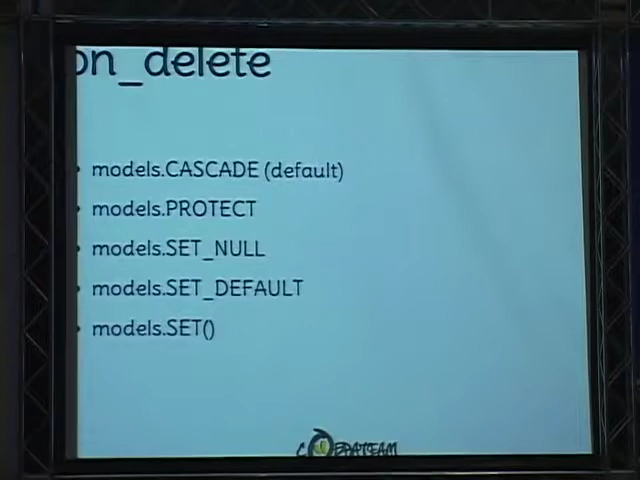 on_delete
models.CASCADE (default)
models.PROTECT
models.SET_NULL
models.SET_DEFAULT
models.SET()